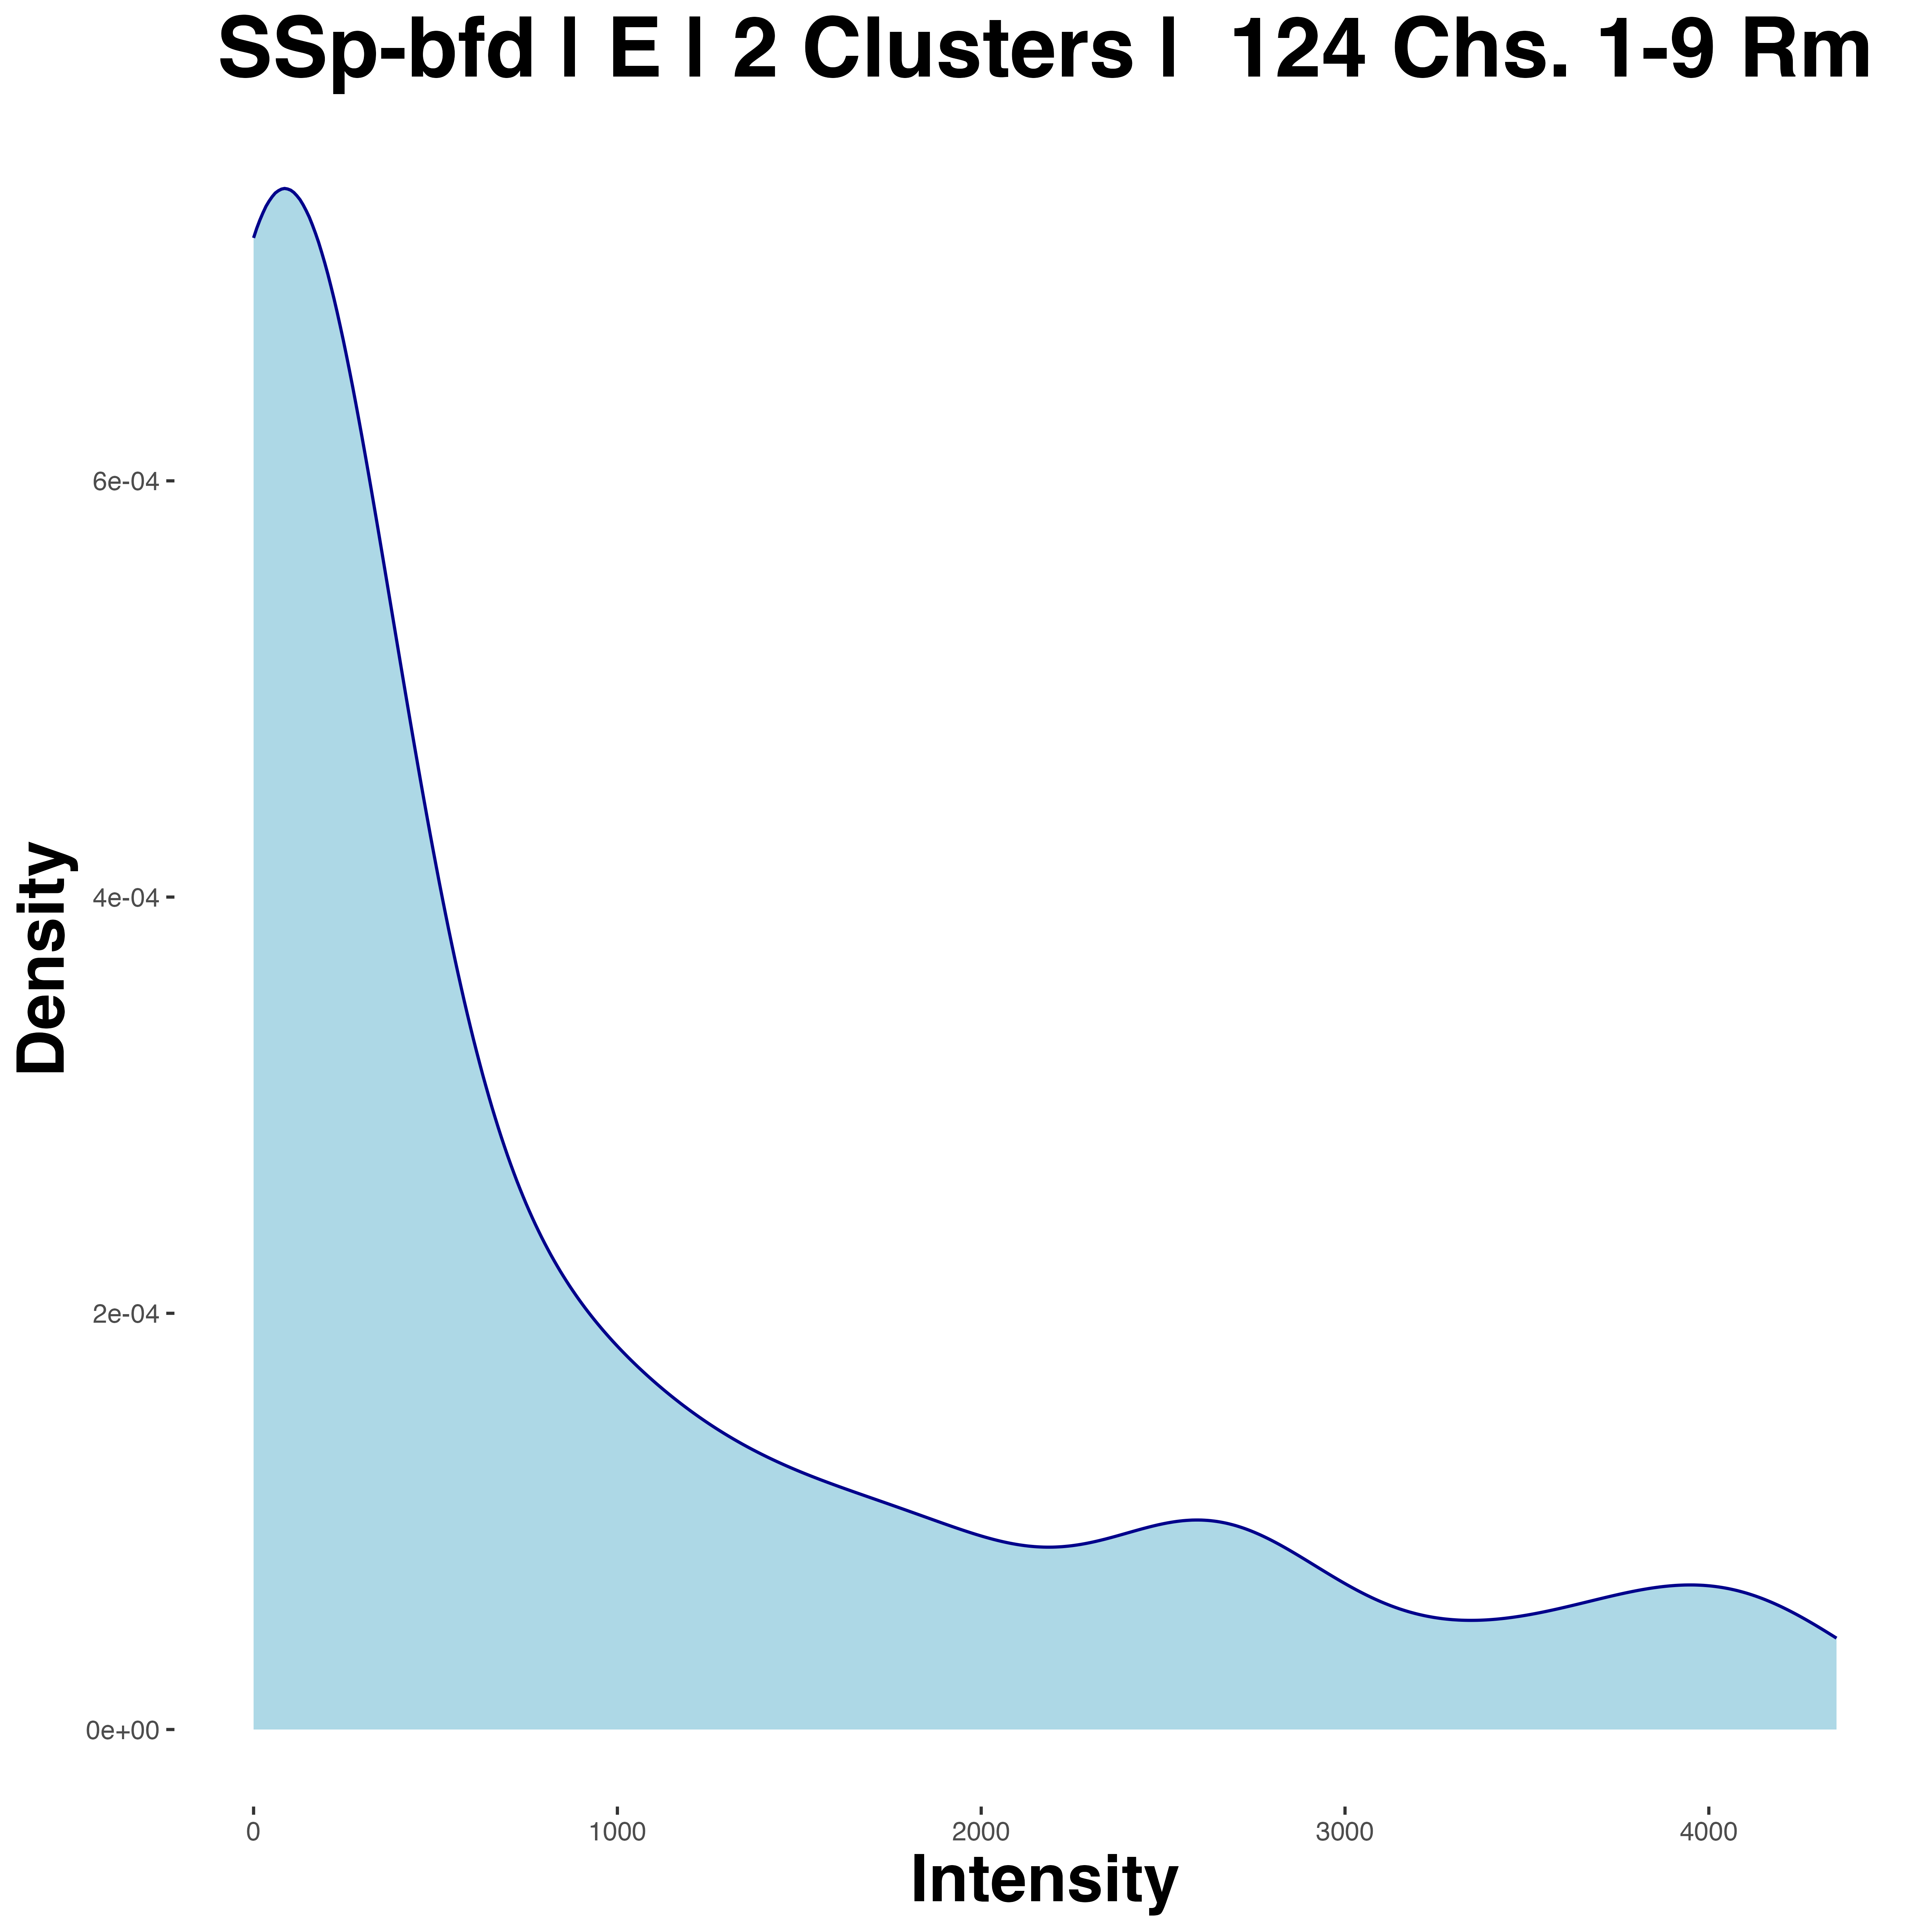 SSp-bfd | E | 2 Clusters | 124 Chs. 1-9 Rm
6e-04
4e-04
2e-04
0e+00
Density
0 1000 2000 3000 4000
Intensity